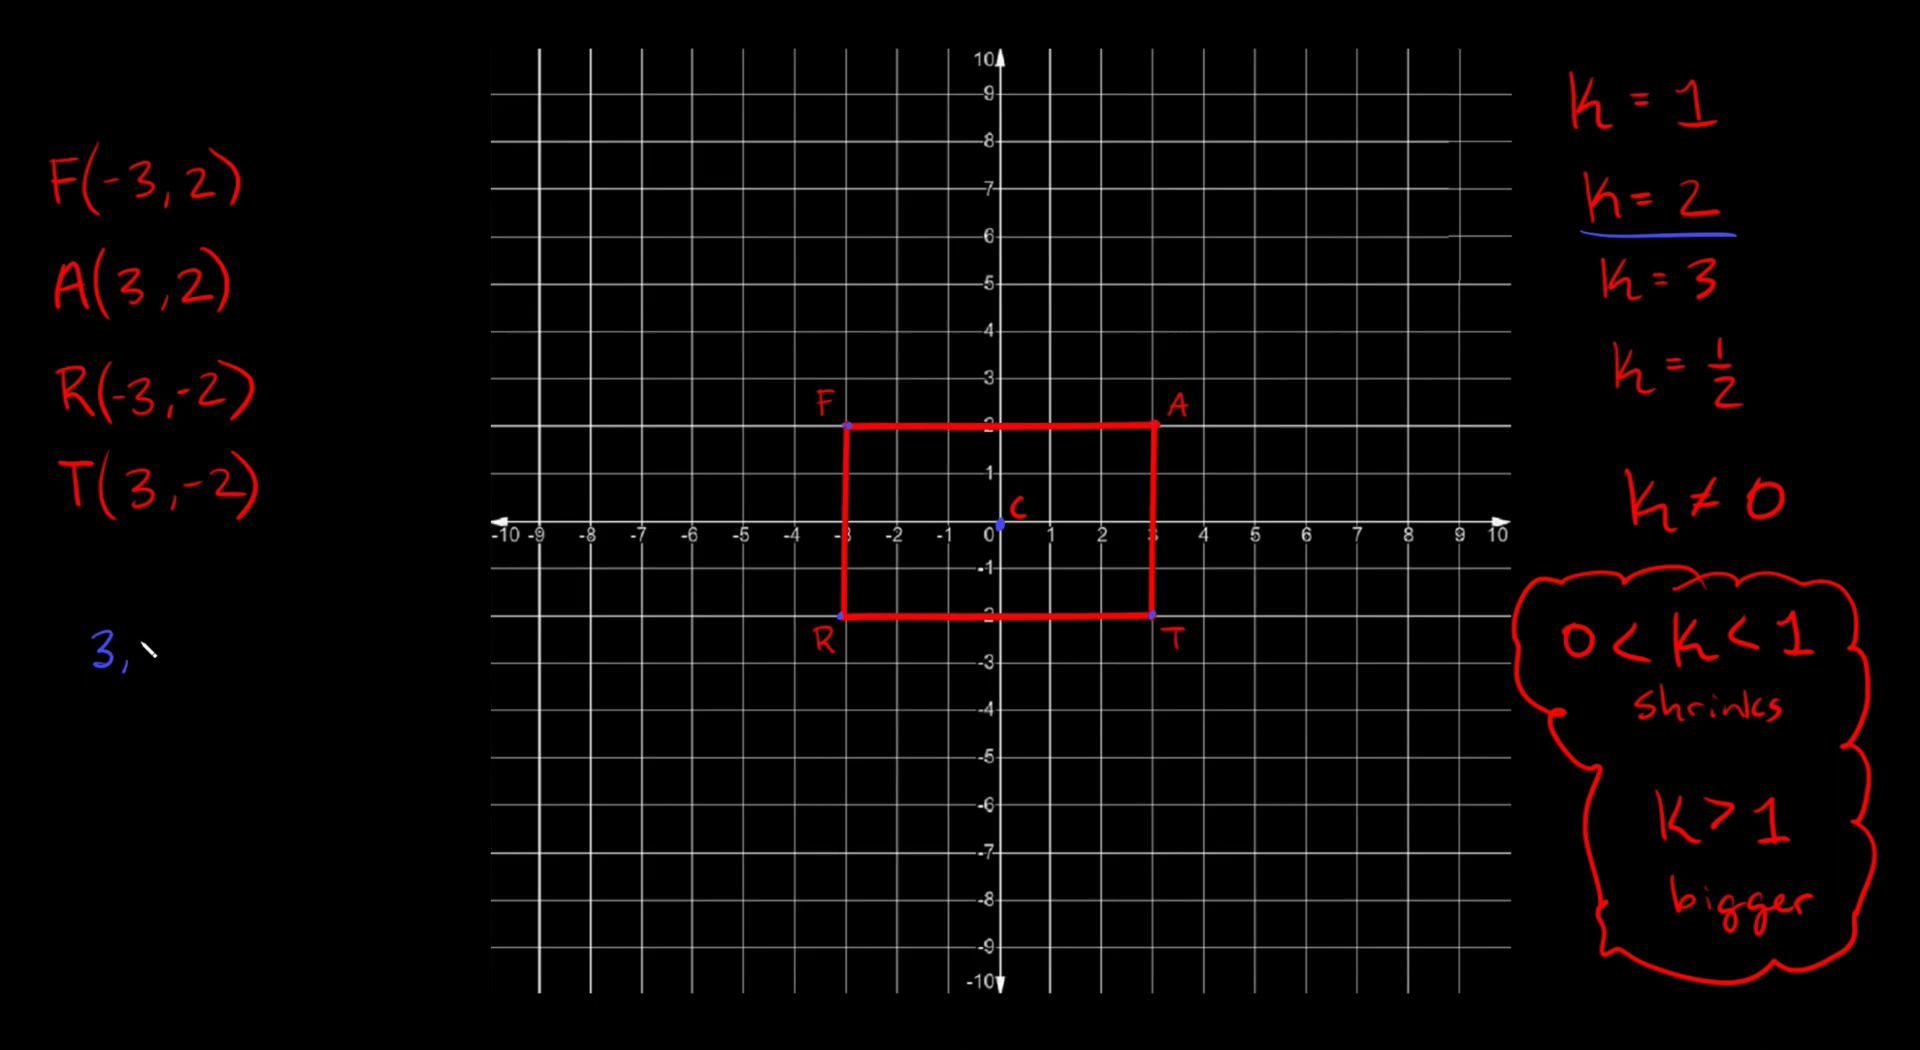 F(-3, 2)
A(3, 2)
R(-3, -2)
T(3, -2)
3,
10
9
8
7
6
5
4
3
2
1
F
A
C
-10 -9 -8 -7 -6 -5 -4 -3 -2 -1 0 1 2 3 4 5 6 7 8 9 10
-1
-2
R
T
-3
-4
-5
-6
-7
-8
-9
-10
k = 1
k = 2
k = 3
k = 1/2
k ≠ 0
0 < k < 1
shrinks
k > 1
bigger